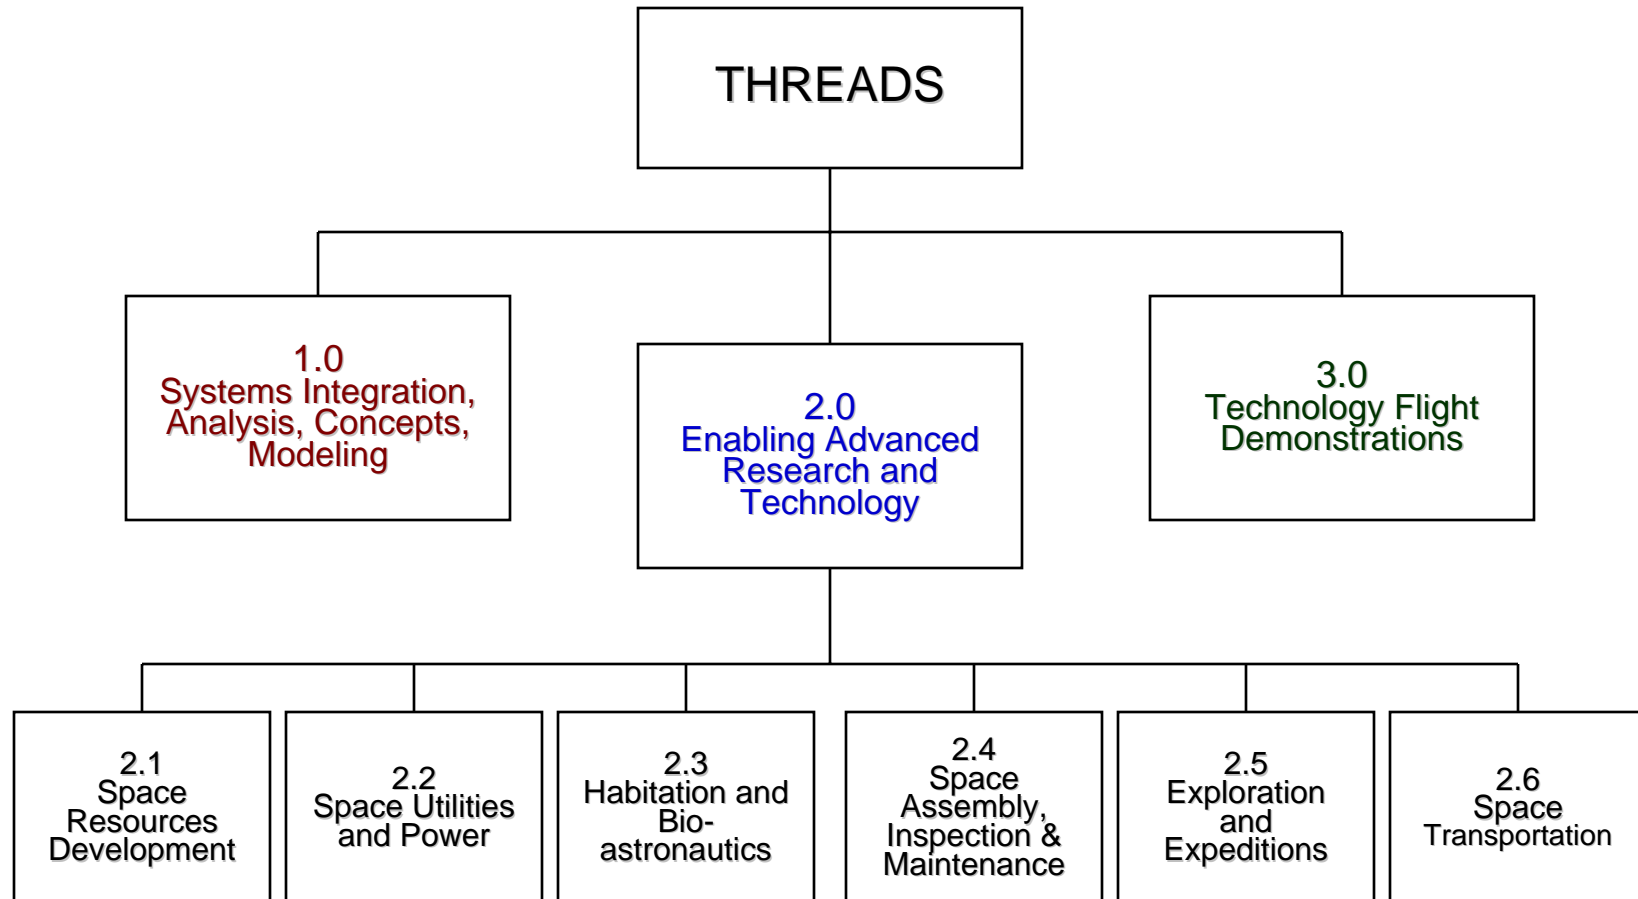 THREADS
1.0
Systems Integration,
Analysis, Concepts,
Modeling
2.0
Enabling Advanced
Research and
Technology
3.0
Technology Flight
Demonstrations
2.1
Space
Resources
Development
2.2
Space Utilities
and Power
2.3
Habitation and
Bio-
astronautics
2.4
Space
Assembly,
Inspection &
Maintenance
2.5
Exploration
and
Expeditions
2.6
Space
Transportation